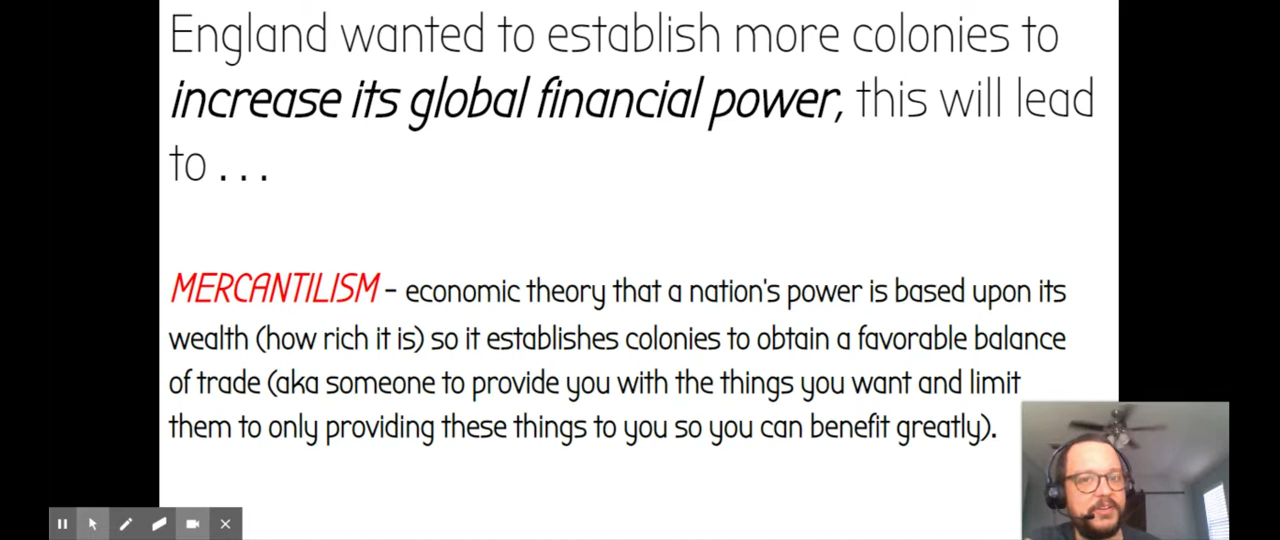 England wanted to establish more colonies to
increase its global financial power, this will lead
to . . .
MERCANTILISM - economic theory that a nation's power is based upon its
wealth (how rich it is) so it establishes colonies to obtain a favorable balance
of trade (aka someone to provide you with the things you want and limit
them to only providing these things to you so you can benefit greatly).